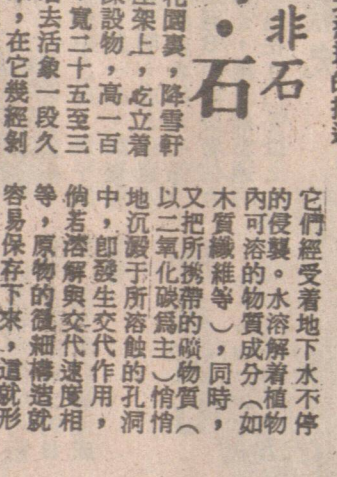 非石
・石
花園裏，降雪軒
座架上，屹立着
陳設物，高一百
寬二十五至三
去活象一段久
，在它幾經剝
它們經受着地下水不停
的侵襲。水溶解着植物
內可溶的物質成分（如
木質纖維等），同時，
又把所携帶的礦物質（
以二氧化碳爲主）悄悄
地沉澱于所溶蝕的孔洞
中，卽發生交代作用，
倘若溶解與交代速度相
等，原物的微細構造就
容易保存下來，這就形